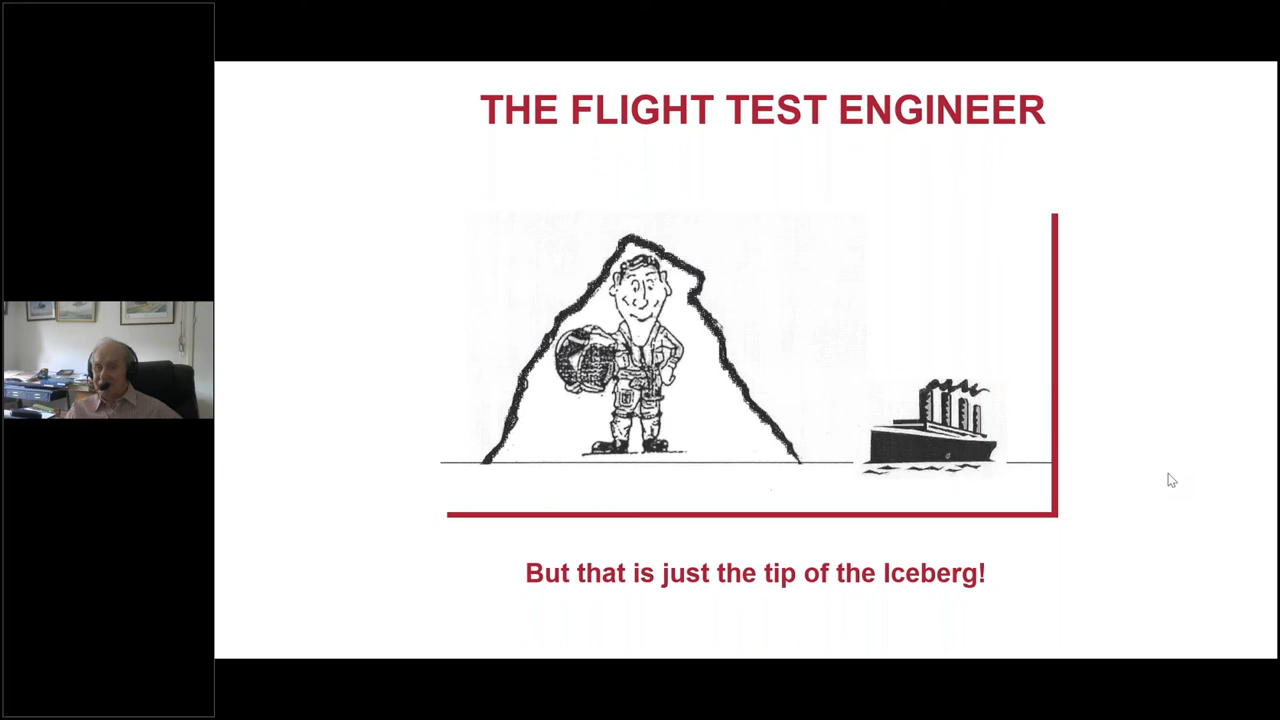 THE FLIGHT TEST ENGINEER
But that is just the tip of the Iceberg!